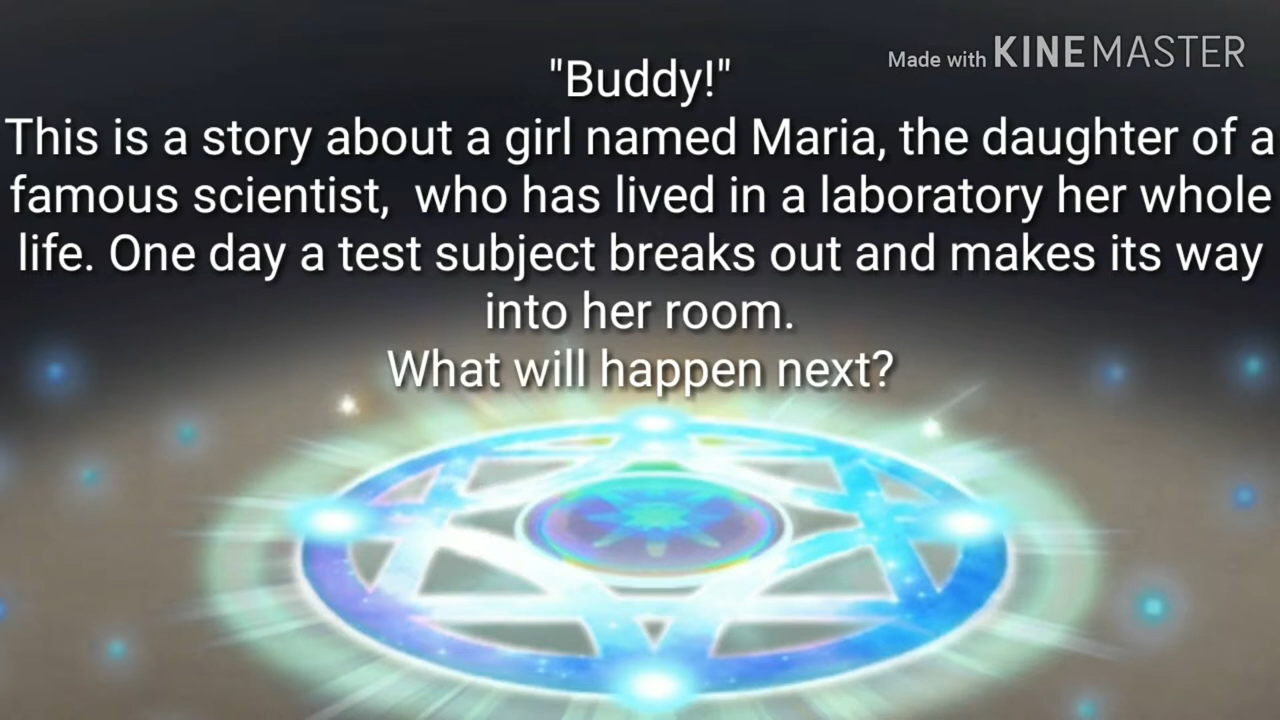 Made with KINEMASTER
"Buddy!"
This is a story about a girl named Maria, the daughter of a
famous scientist,  who has lived in a laboratory her whole
life. One day a test subject breaks out and makes its way
into her room.
What will happen next?